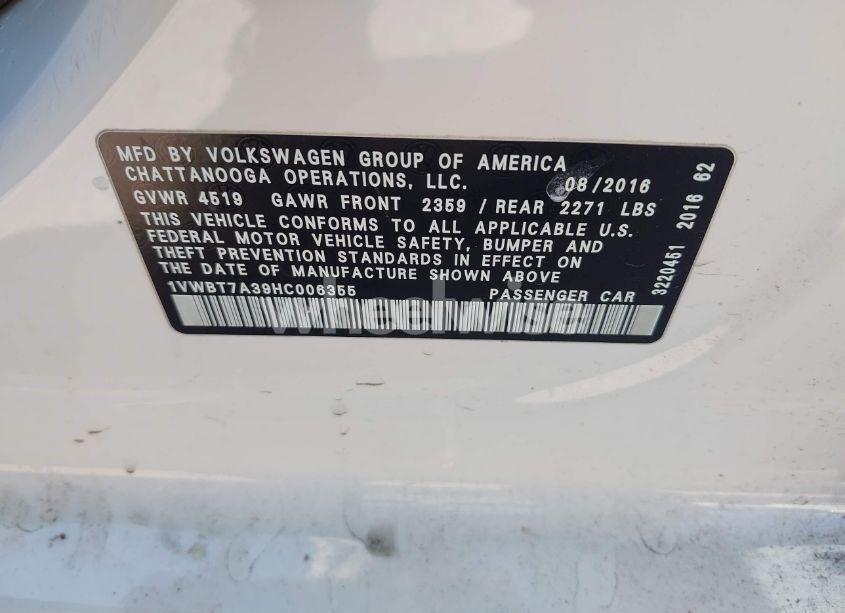 MFD BY VOLKSWAGEN GROUP OF AMERICA
CHATTANOOGA OPERATIONS, LLC. 08/2016
GVWR 4519 GAWR FRONT 2359 / REAR 2271 LBS
THIS VEHICLE CONFORMS TO ALL APPLICABLE U.S.
FEDERAL MOTOR VEHICLE SAFETY, BUMPER AND
THEFT PREVENTION STANDARDS IN EFFECT ON
THE DATE OF MANUFACTURE SHOWN ABOVE
1VWBT7A39HC006355 PASSENGER CAR
3220451 2016 62
wheelwise